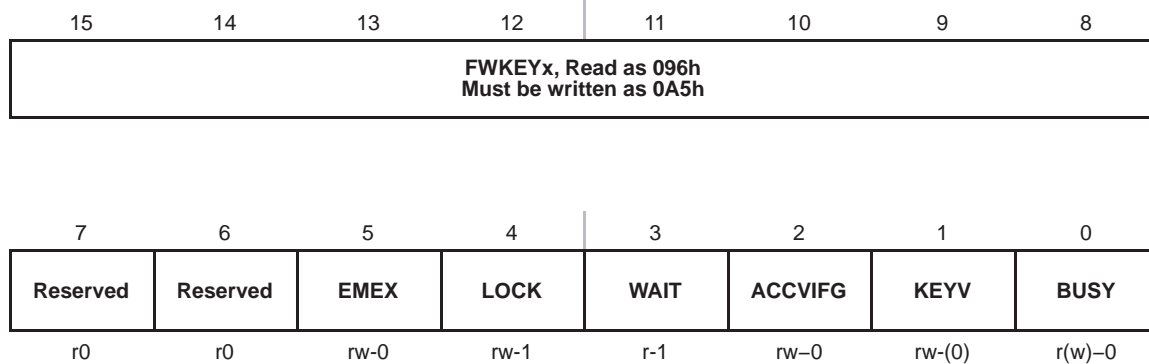 15 14 13 12 11 10 9 8
FWKEYx, Read as 096h
Must be written as 0A5h
7 6 5 4 3 2 1 0
Reserved Reserved EMEX LOCK WAIT ACCVIFG KEYV BUSY
r0 r0 rw-0 rw-1 r-1 rw−0 rw-(0) r(w)−0